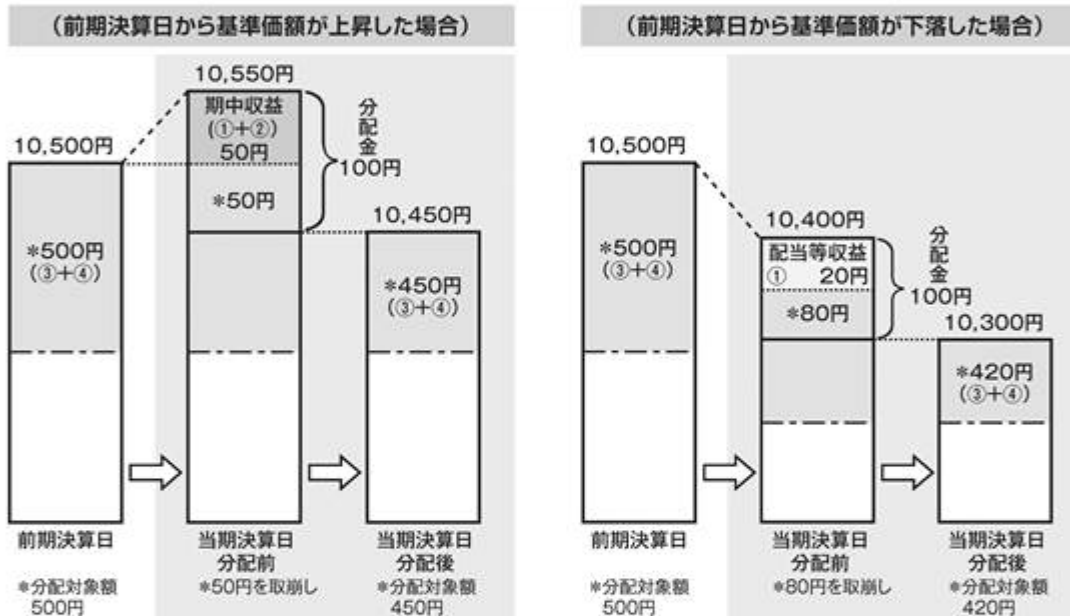 （前期決算日から基準価額が上昇した場合）
10,550円
期中収益
（①＋②）
50円
＊50円
分配金
100円
10,500円
＊500円
（③＋④）
10,450円
＊450円
（③＋④）
前期決算日
当期決算日
分配前
当期決算日
分配後
＊分配対象額
500円
＊50円を取崩し
＊分配対象額
450円
（前期決算日から基準価額が下落した場合）
10,500円
＊500円
（③＋④）
10,400円
配当等収益
① 20円
＊80円
分配金
100円
10,300円
＊420円
（③＋④）
前期決算日
当期決算日
分配前
当期決算日
分配後
＊分配対象額
500円
＊80円を取崩し
＊分配対象額
420円